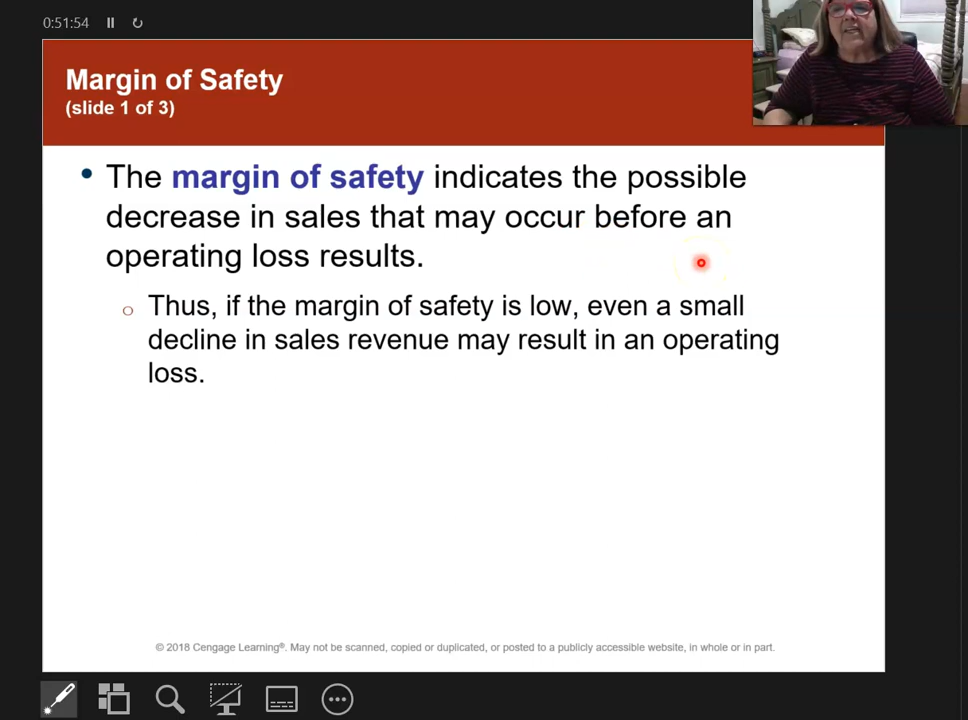 0:51:54
Margin of Safety
(slide 1 of 3)
• The margin of safety indicates the possible
decrease in sales that may occur before an
operating loss results.
o Thus, if the margin of safety is low, even a small
decline in sales revenue may result in an operating
loss.
© 2018 Cengage Learning®. May not be scanned, copied or duplicated, or posted to a publicly accessible website, in whole or in part.